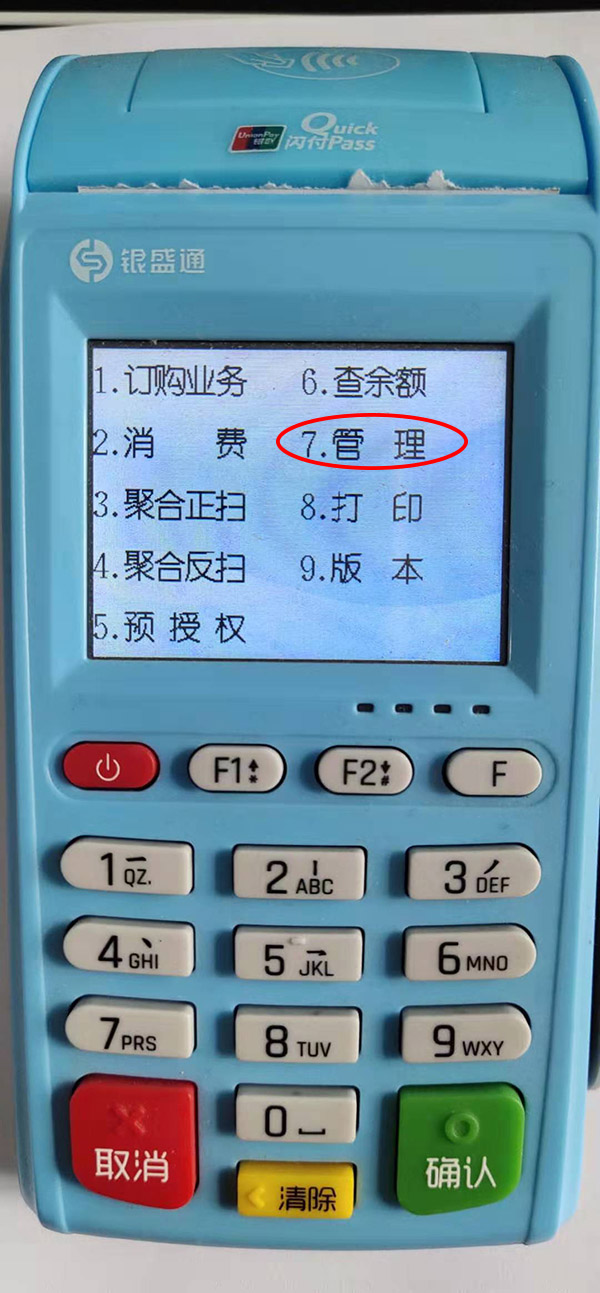 UnionPay 银联 Quick
闪付Pass
银盛通
1.订购业务 6.查余额
2.消 费 7.管 理
3.聚合正扫 8.打 印
4.聚合反扫 9.版 本
5.预授权
F1 * F2 # F
1 QZ. 2 ABC 3 DEF
4 GHI 5 JKL 6 MNO
7 PRS 8 TUV 9 WXY
取消 0 确认
清除